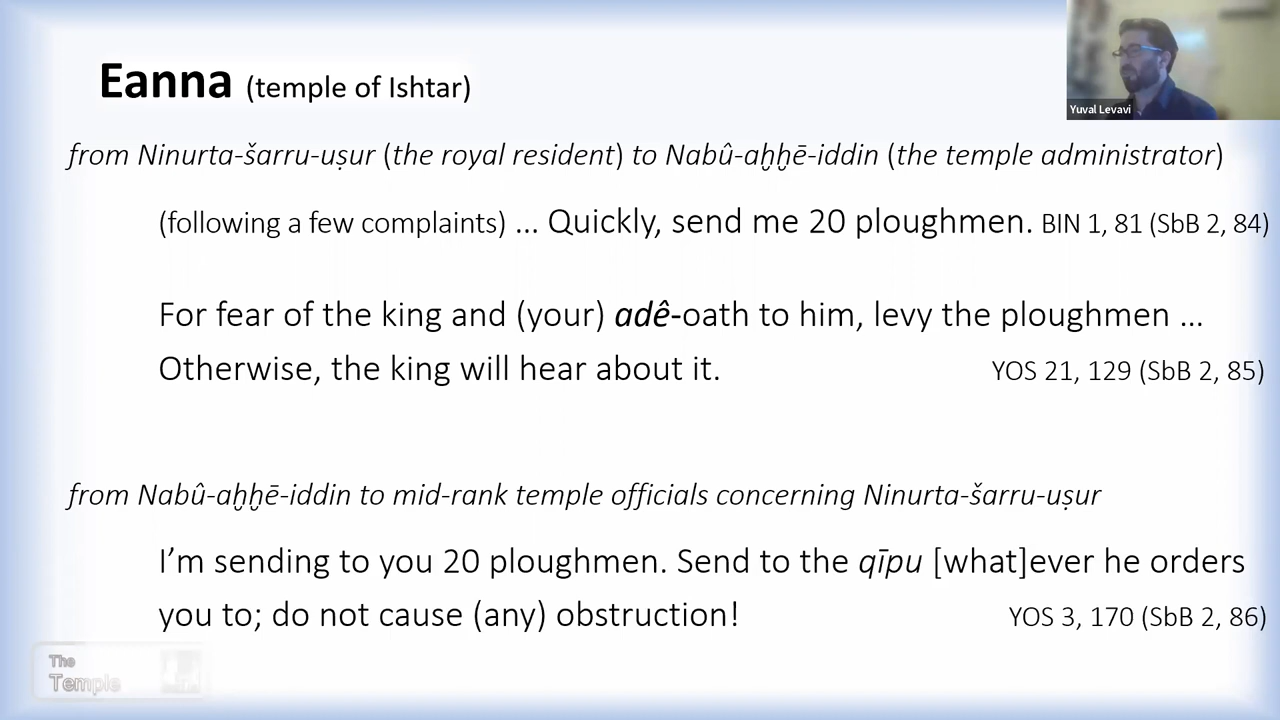 Eanna (temple of Ishtar)
Yuval Levavi
from Ninurta-šarru-uṣur (the royal resident) to Nabû-aḫḫē-iddin (the temple administrator)
(following a few complaints) ... Quickly, send me 20 ploughmen. BIN 1, 81 (SbB 2, 84)
For fear of the king and (your) adê-oath to him, levy the ploughmen ...
Otherwise, the king will hear about it. YOS 21, 129 (SbB 2, 85)
from Nabû-aḫḫē-iddin to mid-rank temple officials concerning Ninurta-šarru-uṣur
I’m sending to you 20 ploughmen. Send to the qīpu [what]ever he orders
you to; do not cause (any) obstruction! YOS 3, 170 (SbB 2, 86)
The
Temple